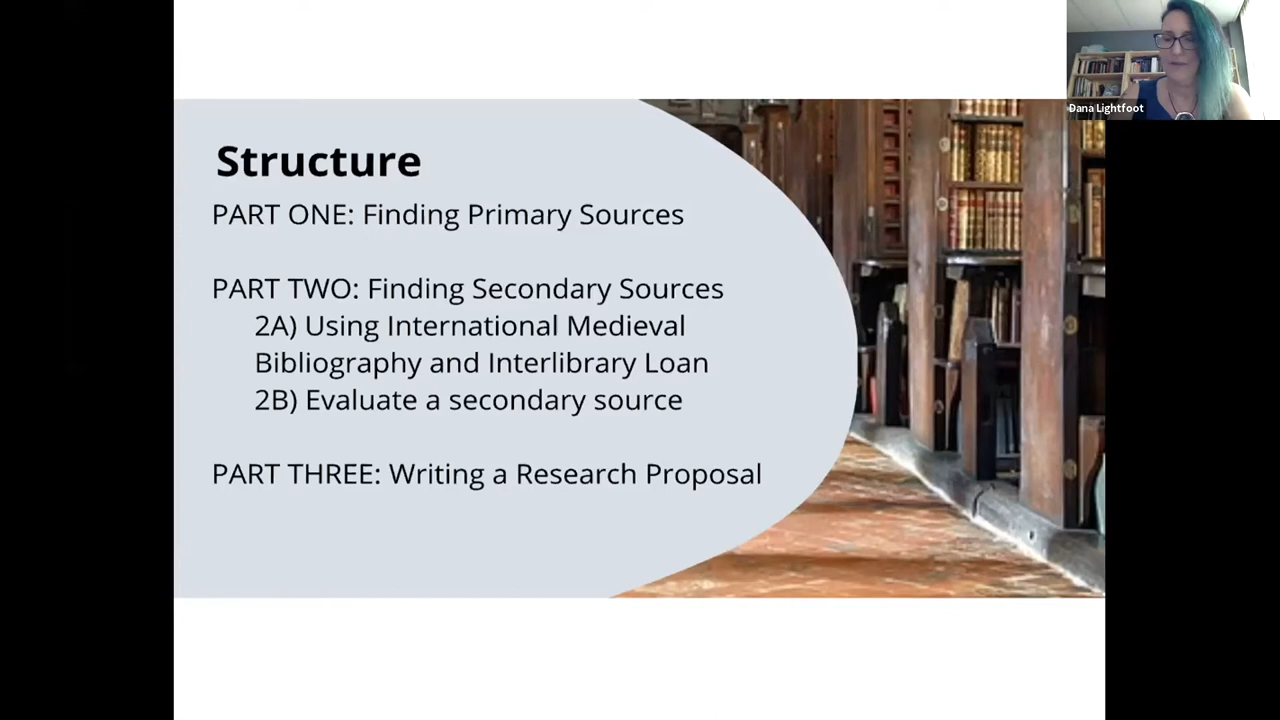 Dana Lightfoot
Structure
PART ONE: Finding Primary Sources
PART TWO: Finding Secondary Sources
2A) Using International Medieval
Bibliography and Interlibrary Loan
2B) Evaluate a secondary source
PART THREE: Writing a Research Proposal